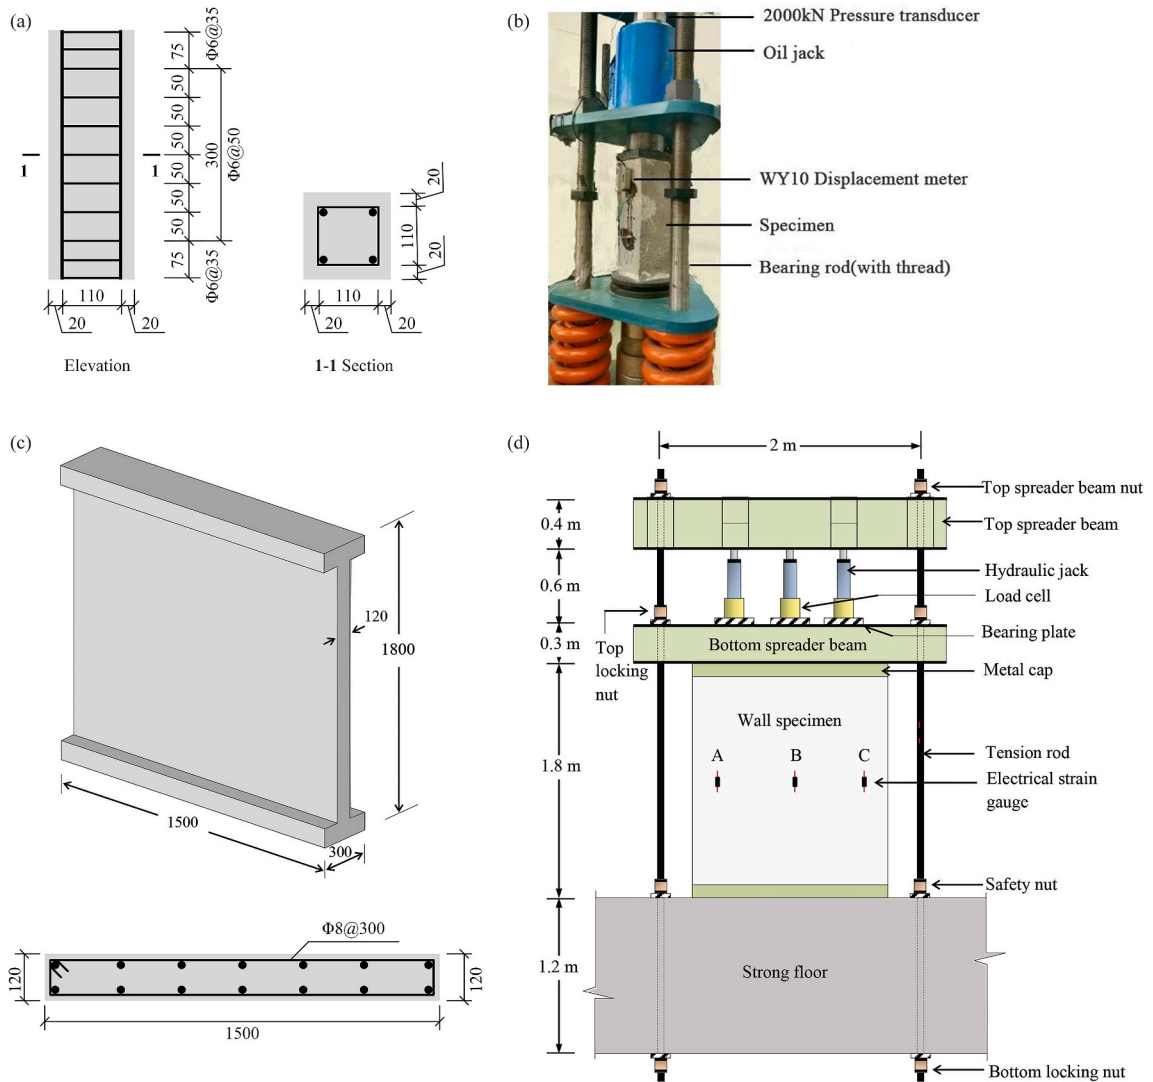 (a)
75
50
50
50
50
50
50
75
Φ6@35
300
Φ6@50
Φ6@35
1
1
110
20
20
Elevation
20
110
20
110
20
20
1-1 Section
(b)
2000kN Pressure transducer
Oil jack
WY10 Displacement meter
Specimen
Bearing rod(with thread)
(c)
120
1800
1500
300
Φ8@300
120
120
1500
(d)
2 m
0.4 m
0.6 m
0.3 m
1.8 m
1.2 m
Top spreader beam nut
Top spreader beam
Hydraulic jack
Load cell
Bearing plate
Top
locking
nut
Bottom spreader beam
Metal cap
Wall specimen
A
B
C
Tension rod
Electrical strain
gauge
Safety nut
Strong floor
Bottom locking nut